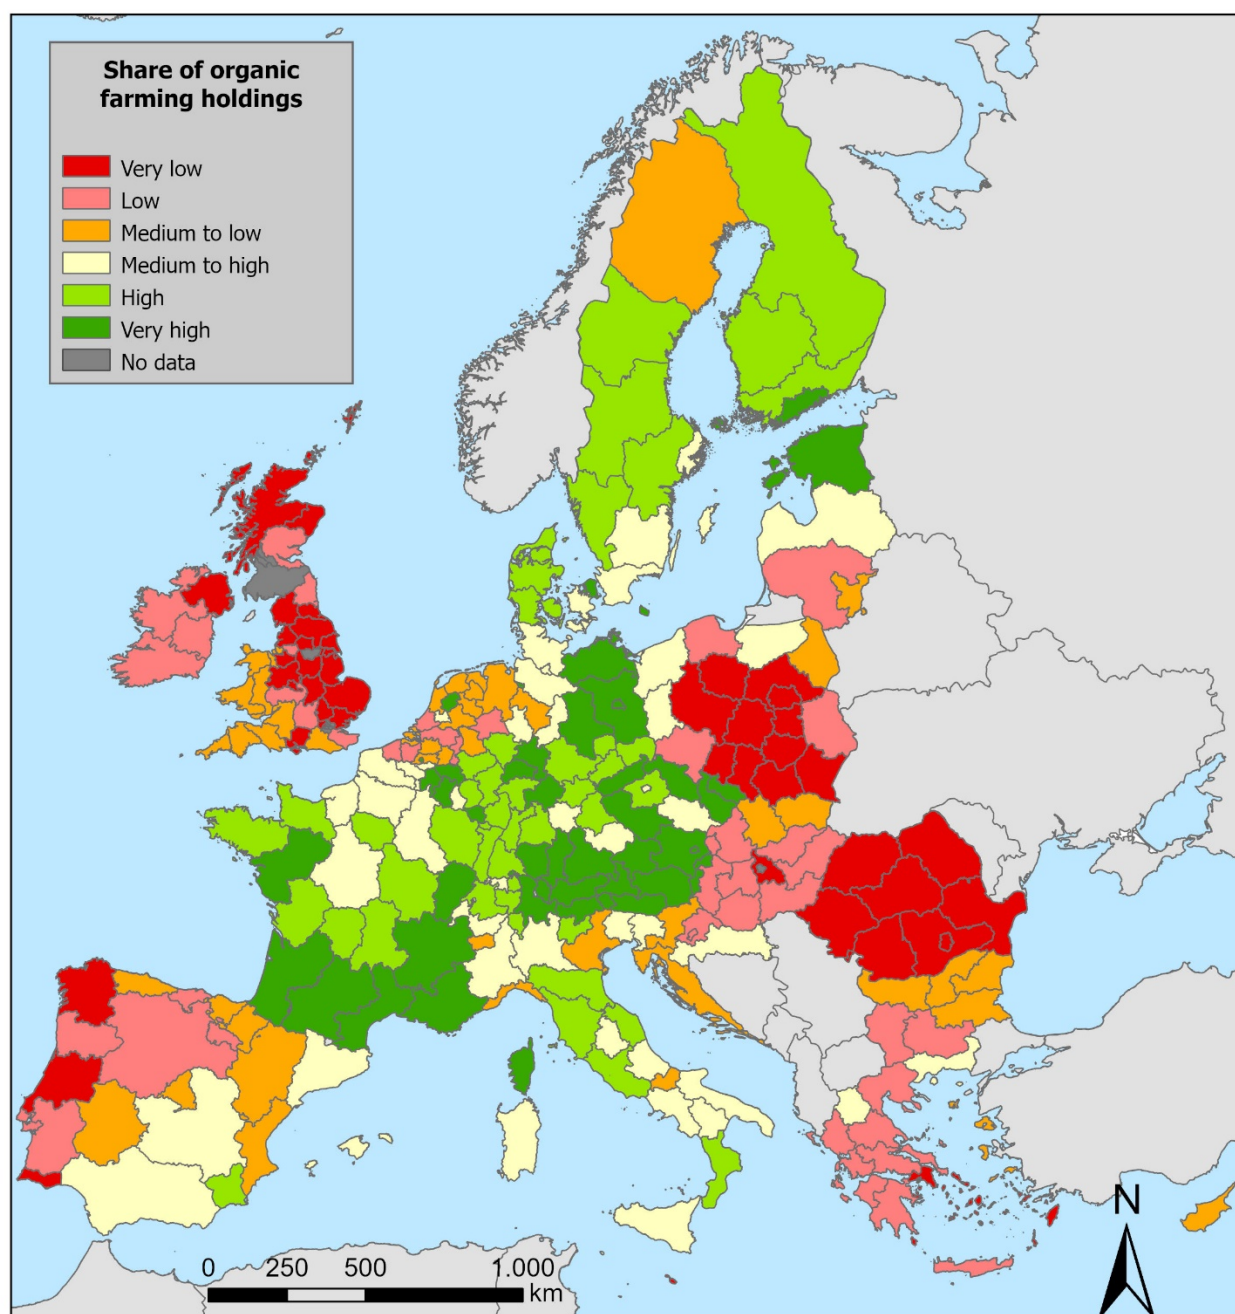 Share of organic
farming holdings
Very low
Low
Medium to low
Medium to high
High
Very high
No data
N
0 250 500 1.000
km